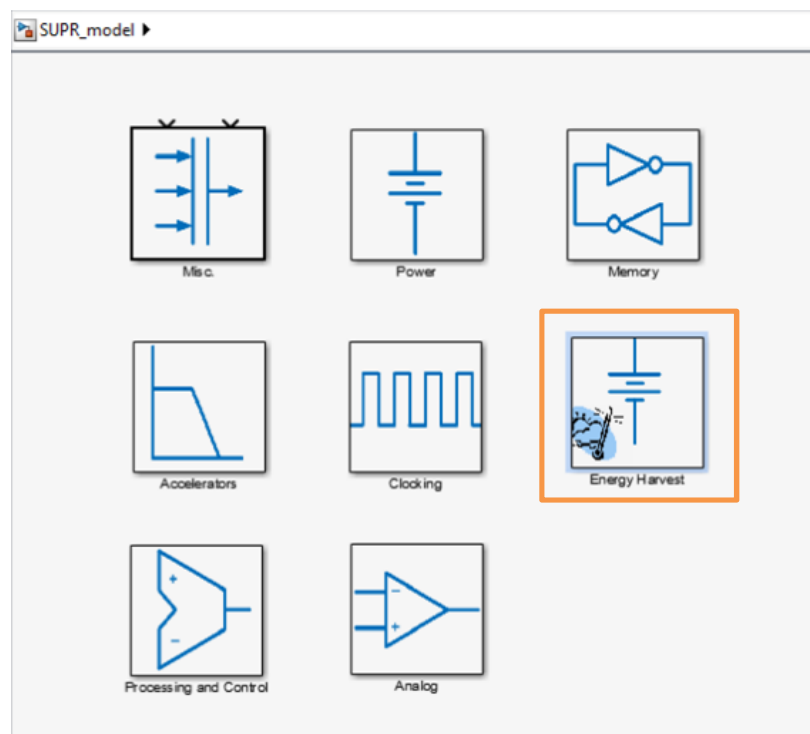 SUPR_model
Misc.
Power
Memory
Accelerators
Clocking
Energy Harvest
+
-
Processing and Control
-
+
Analog